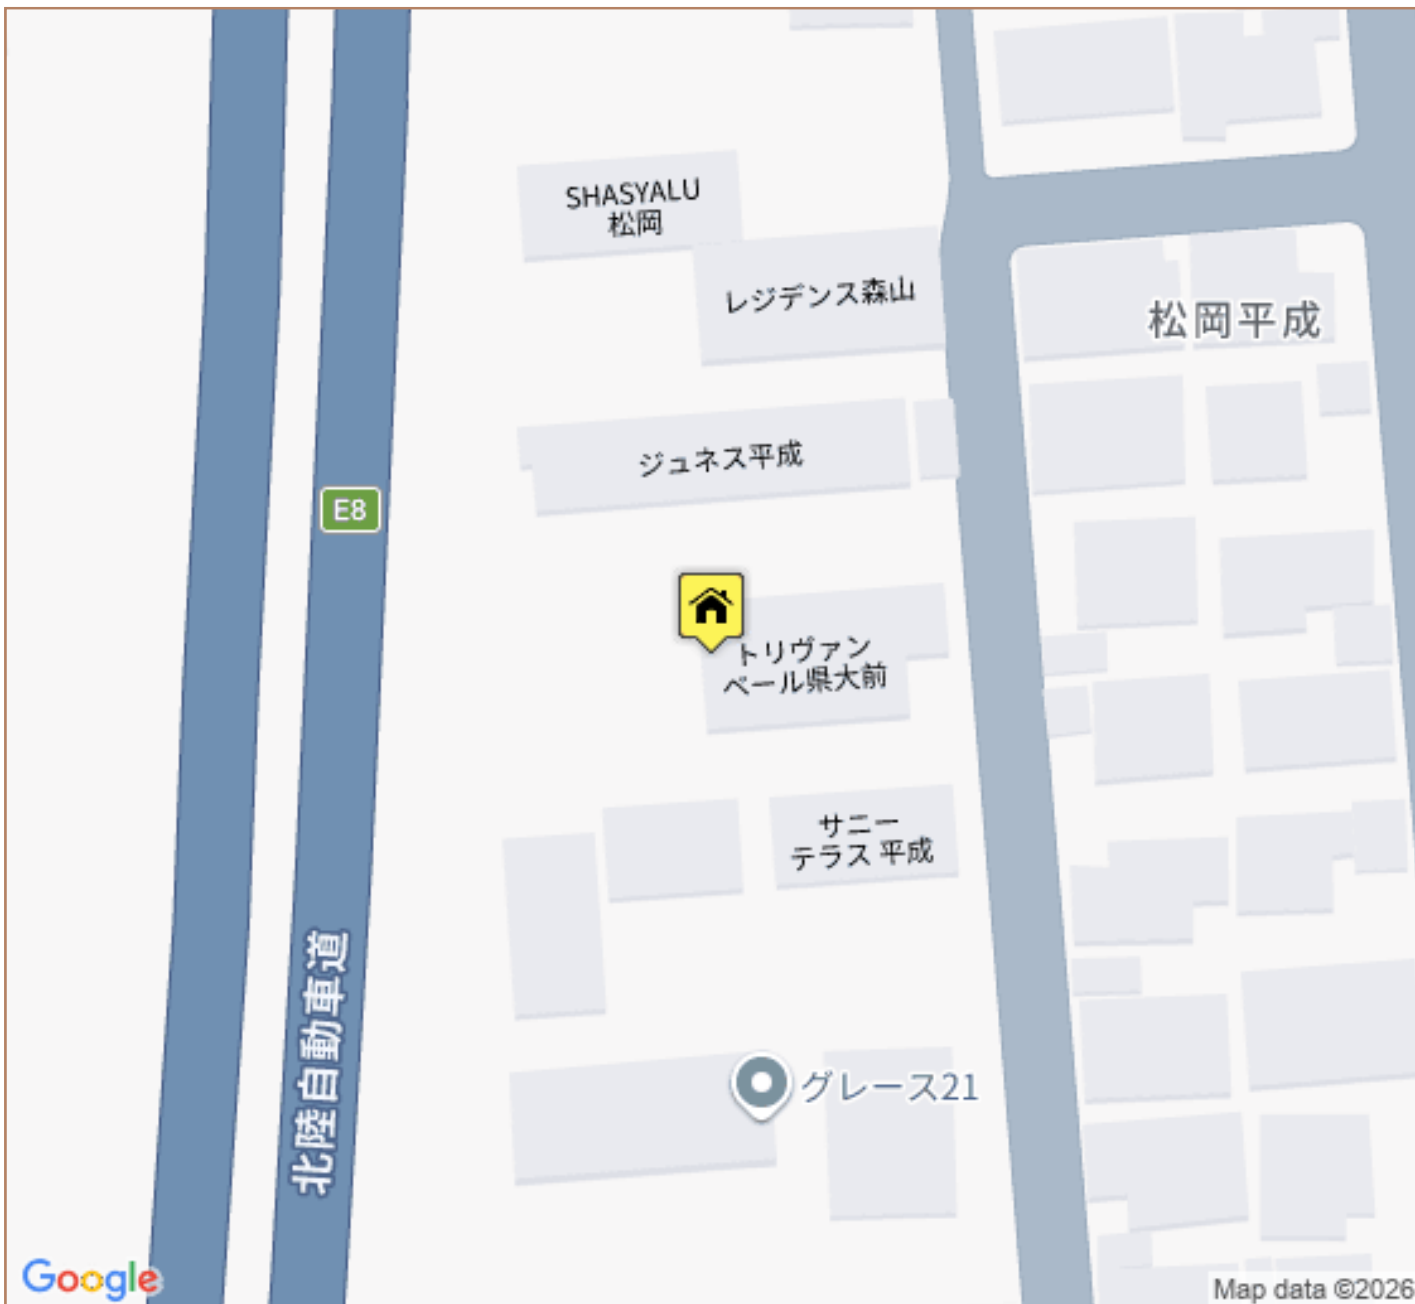 SHASYALU
松岡
レジデンス森山
松岡平成
ジュネス平成
E8
トリヴァン
ベール県大前
サニー
テラス 平成
北陸自動車道
グレース21
Google
Map data ©2026